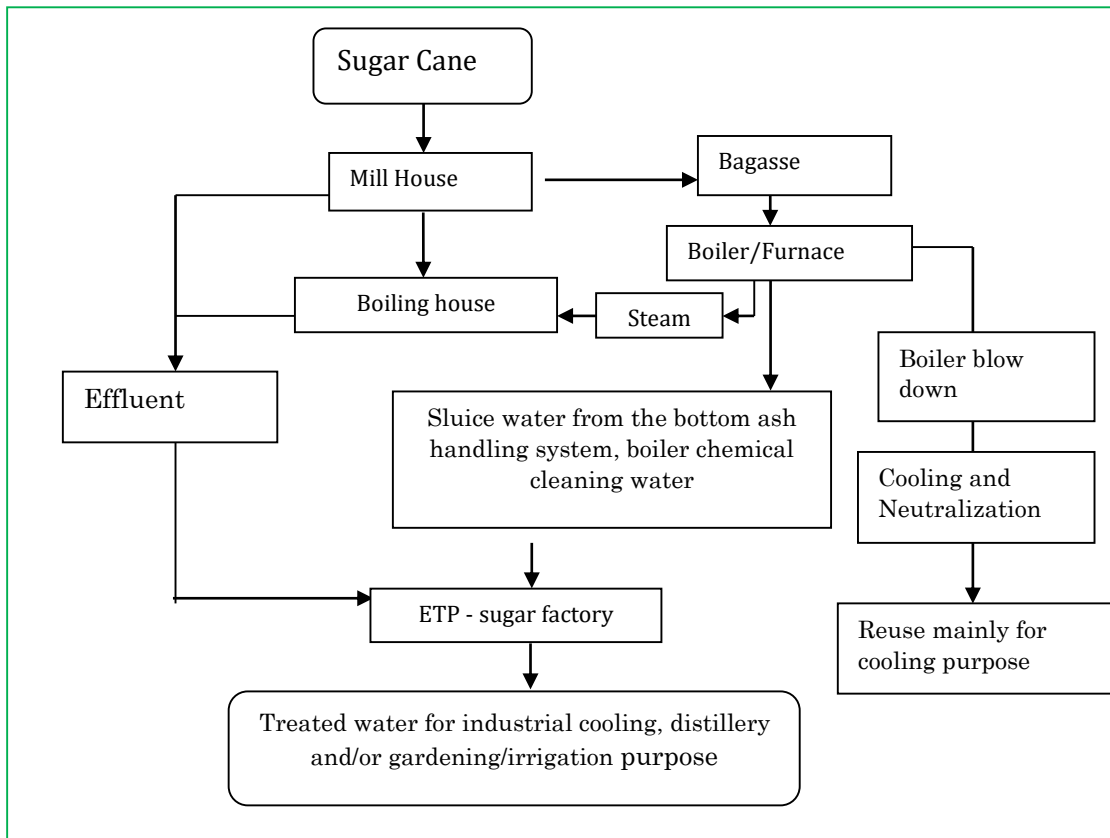 Sugar Cane
Mill House
Bagasse
Boiler/Furnace
Boiling house
Steam
Boiler blow
down
Effluent
Sluice water from the bottom ash
handling system, boiler chemical
cleaning water
Cooling and
Neutralization
ETP - sugar factory
Reuse mainly for
cooling purpose
Treated water for industrial cooling, distillery
and/or gardening/irrigation purpose